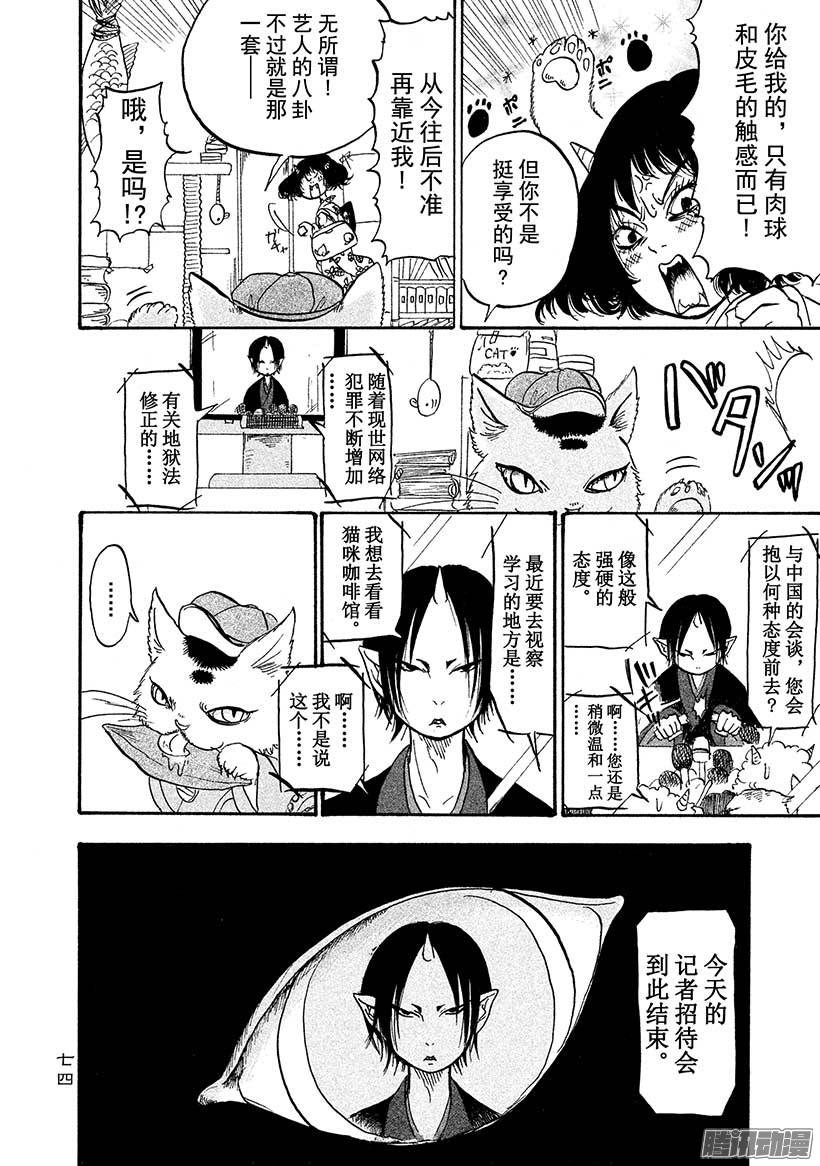 你给我的，只有肉球
和皮毛的触感而已！
但你不是
挺享受的吗？
从今往后不准
再靠近我！
无所谓！
艺人的八卦
不过就是那
一套——
哦，是吗!?
バタン
CAT
随着现世网络
犯罪不断增加
……
有关地狱法
修正的……
与中国的会谈，您会
抱以何种态度前去？
像这般
强硬的
态度。
啊……您还是
稍微温和一点
最近要去视察
学习的地方是……
我想去看看
猫咪咖啡馆。
啊……
我不是说
这个……
……
今天的
记者招待会
到此结束。
七四
腾讯动漫